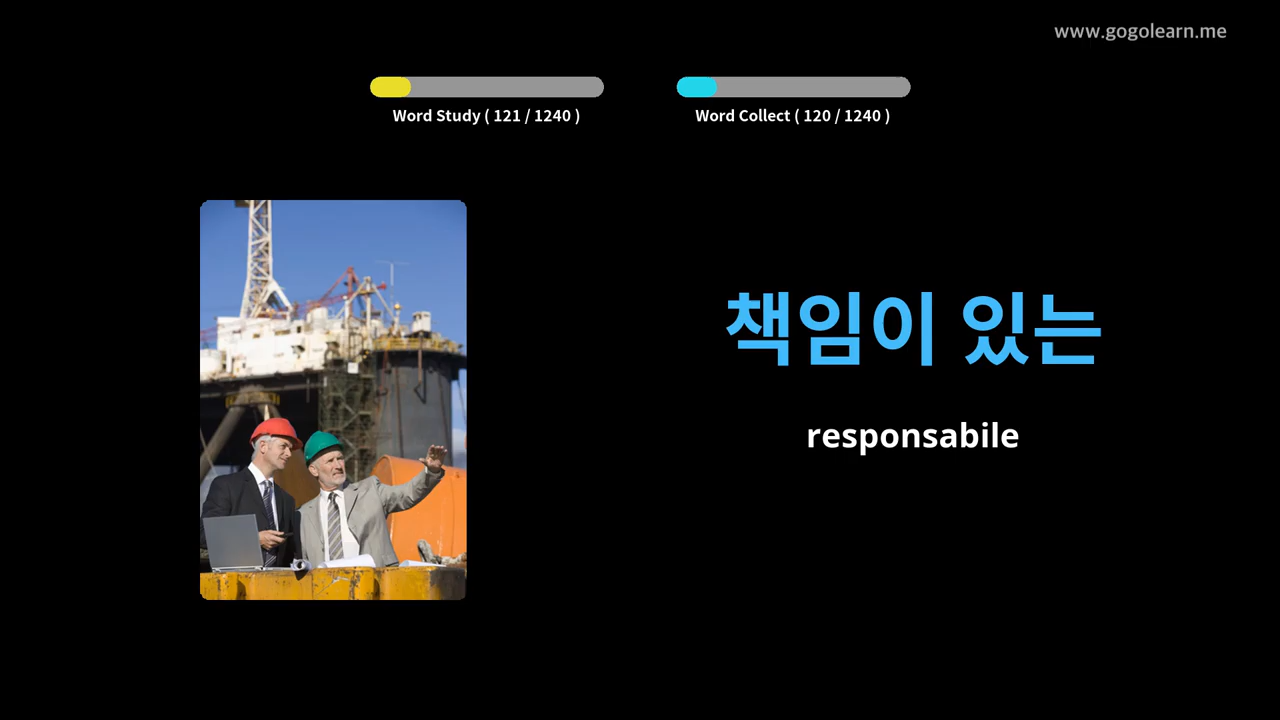 www.gogolearn.me
Word Study ( 121 / 1240 )
Word Collect ( 120 / 1240 )
책임이 있는
responsabile